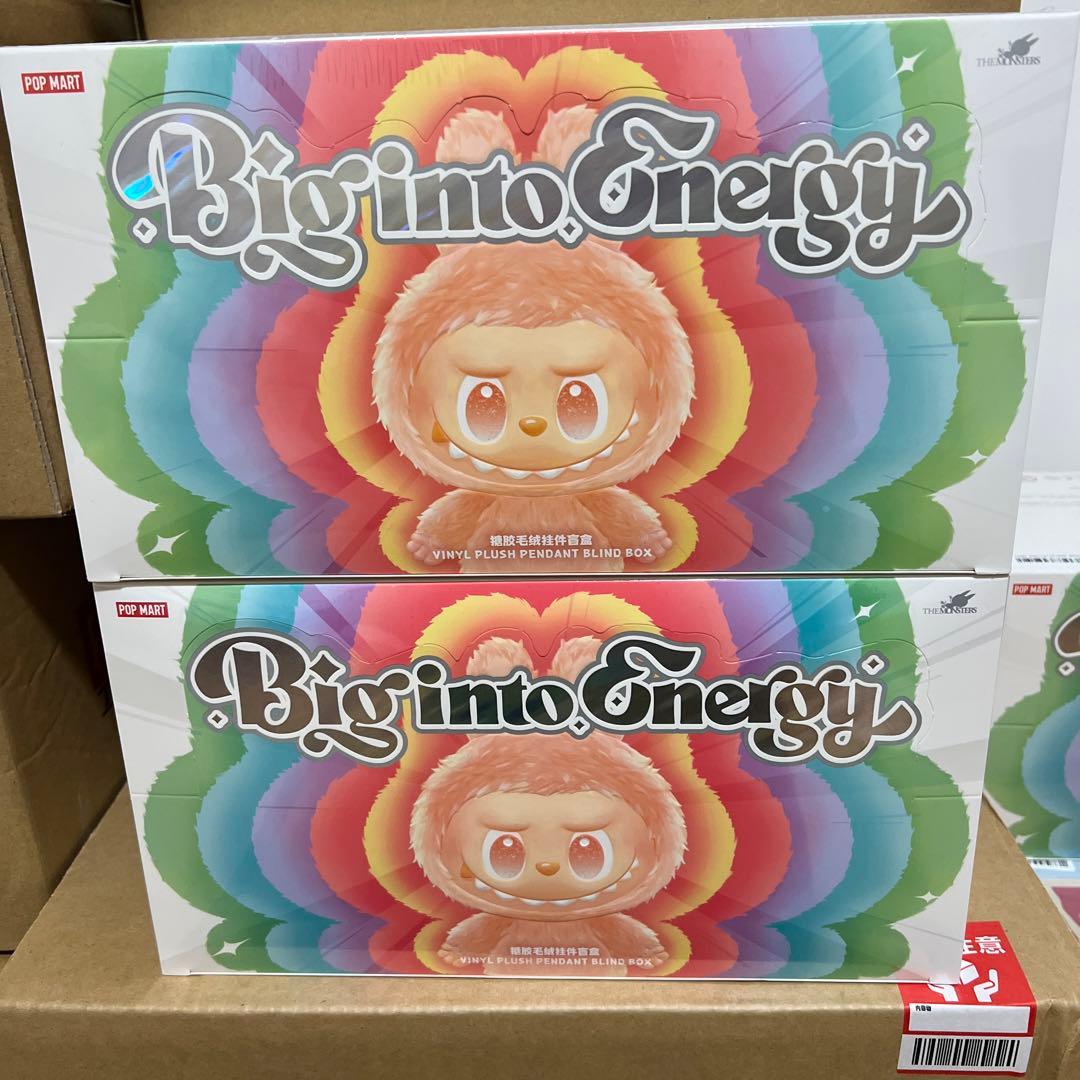 POP MART
THE MONSTERS
Big into Energy
糖胶毛绒挂件盲盒
VINYL PLUSH PENDANT BLIND BOX
POP MART
THE MONSTERS
Big into Energy
糖胶毛绒挂件盲盒
VINYL PLUSH PENDANT BLIND BOX
POP MART
注意